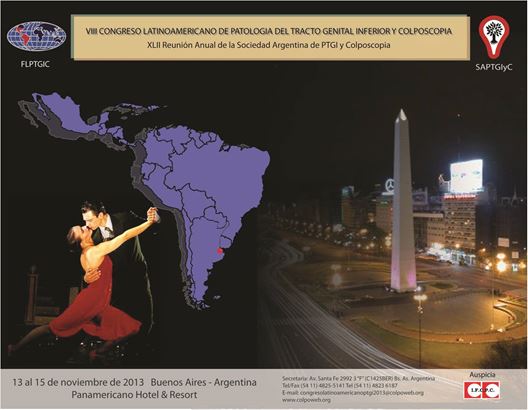 VIII CONGRESO LATINOAMERICANO DE PATOLOGIA DEL TRACTO GENITAL INFERIOR Y COLPOSCOPIA
XLII Reunión Anual de la Sociedad Argentina de PTGI y Colposcopia
FLPTGIC
SAPTGIyC
13 al 15 de noviembre de 2013 Buenos Aires - Argentina
Panamericano Hotel & Resort
Secretaria: Av. Santa Fe 2992 3 "F" (C1425BER) Bs. As. Argentina
Tel/Fax (54 11) 4825-5141 Tel (54 11) 4823 6187
E-mail: congresolatinoamericanoptgi2013@colpoweb.org
www.colpoweb.org
Auspicia
I.F.C.P.C.